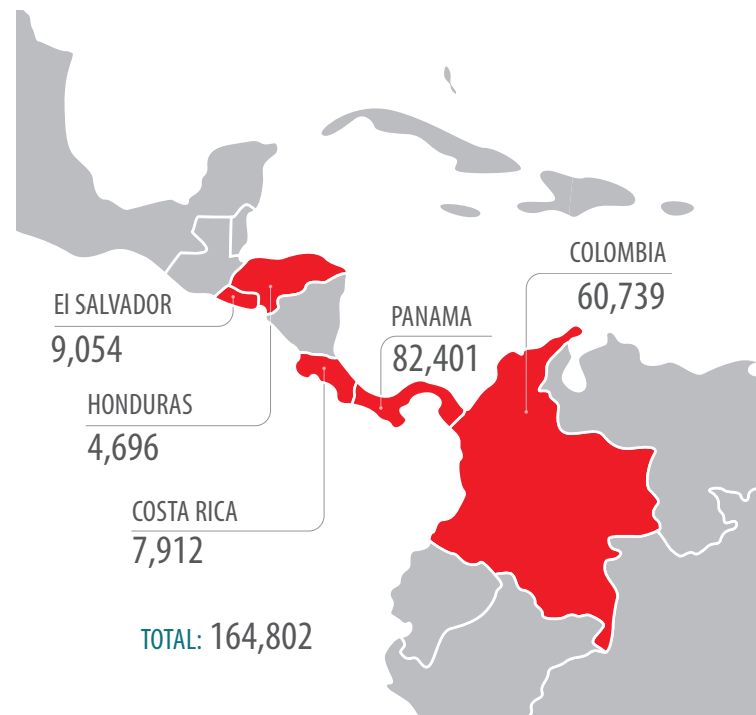 COLOMBIA
60,739
El SALVADOR
9,054
PANAMA
82,401
HONDURAS
4,696
COSTA RICA
7,912
TOTAL: 164,802